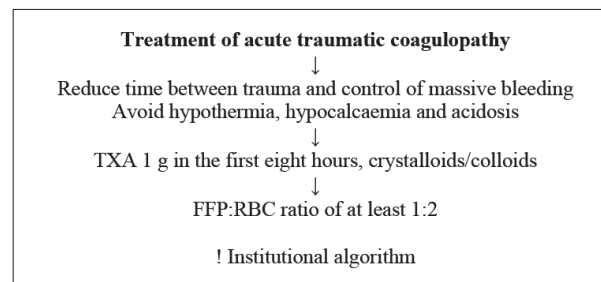 Treatment of acute traumatic coagulopathy
↓
Reduce time between trauma and control of massive bleeding
Avoid hypothermia, hypocalcaemia and acidosis
↓
TXA 1 g in the first eight hours, crystalloids/colloids
↓
FFP:RBC ratio of at least 1:2
! Institutional algorithm